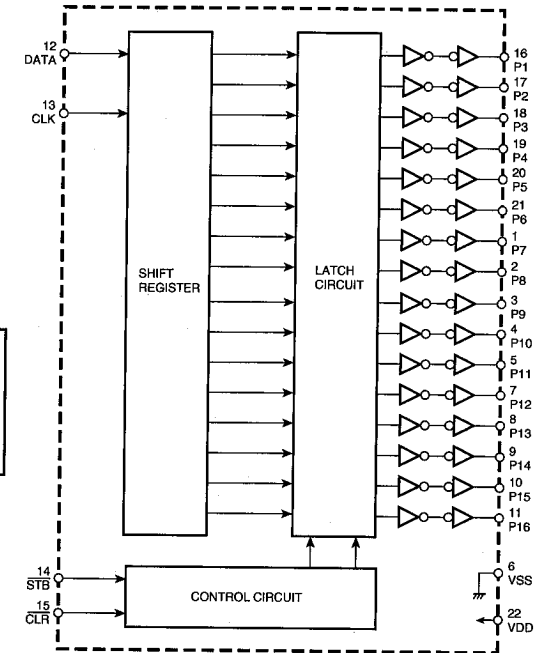 12
DATA
13
CLK
SHIFT
REGISTER
LATCH
CIRCUIT
16
P1
17
P2
18
P3
19
P4
20
P5
21
P6
1
P7
2
P8
3
P9
4
P10
5
P11
7
P12
8
P13
9
P14
10
P15
11
P16
14
STB
15
CLR
CONTROL CIRCUIT
6
VSS
22
VDD